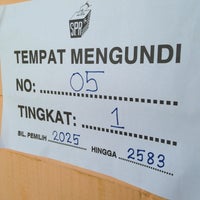 SPR
TEMPAT MENGUNDI
NO: 05
TINGKAT: 1
BIL. PEMILIH 2025 HINGGA 2583